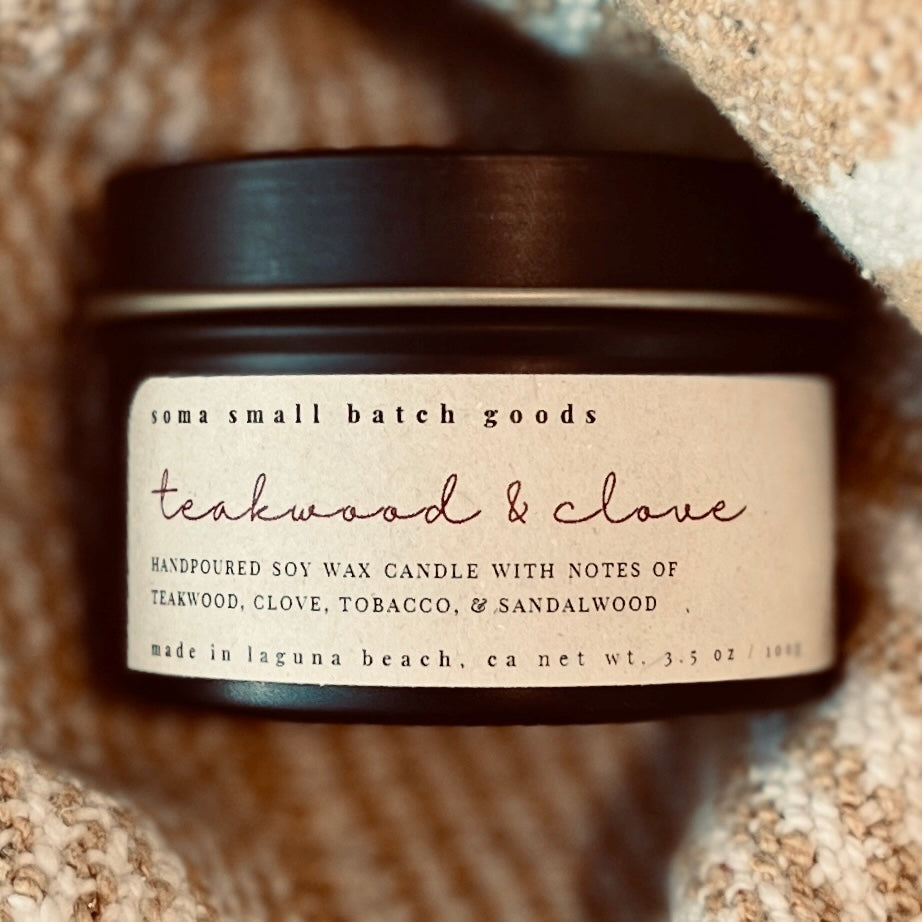 soma small batch goods
teakwood & clove
HANDPOURED SOY WAX CANDLE WITH NOTES OF
TEAKWOOD, CLOVE, TOBACCO, & SANDALWOOD
made in laguna beach, ca net wt. 3.5 oz / 100g